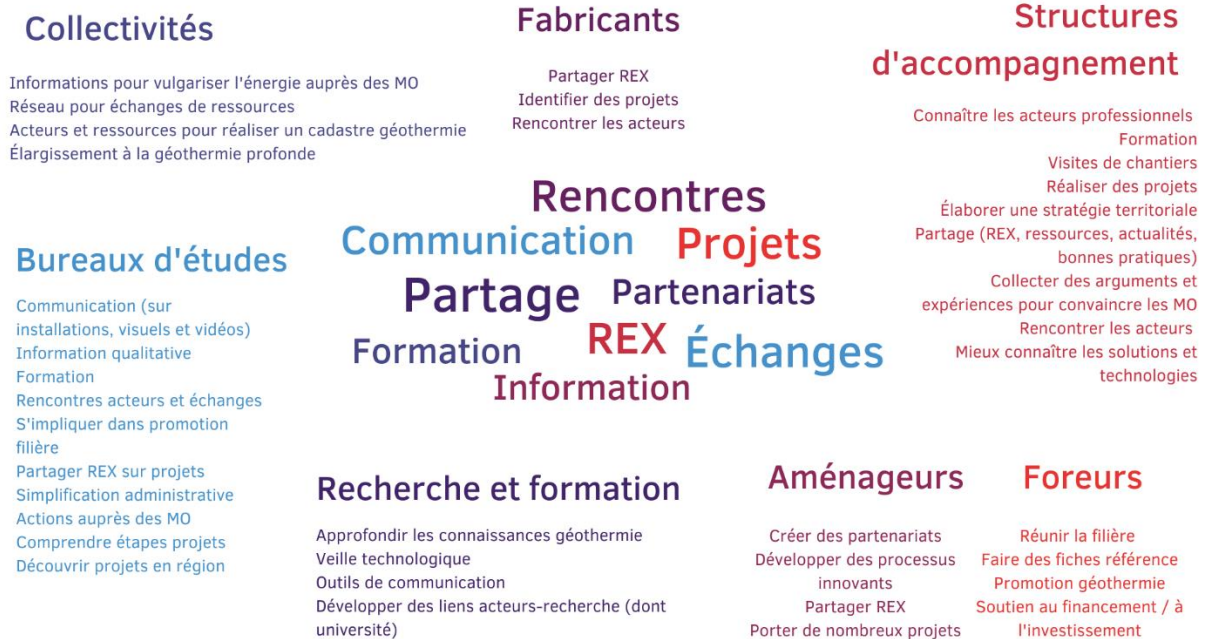 Collectivités
Informations pour vulgariser l'énergie auprès des MO
Réseau pour échanges de ressources
Acteurs et ressources pour réaliser un cadastre géothermie
Élargissement à la géothermie profonde
Fabricants
Partager REX
Identifier des projets
Rencontrer les acteurs
Structures
d'accompagnement
Connaître les acteurs professionnels
Formation
Visites de chantiers
Réaliser des projets
Élaborer une stratégie territoriale
Partage (REX, ressources, actualités,
bonnes pratiques)
Collecter des arguments et
expériences pour convaincre les MO
Rencontrer les acteurs
Mieux connaître les solutions et
technologies
Rencontres
Communication
Projets
Partage
Partenariats
Formation
REX
Échanges
Information
Bureaux d'études
Communication (sur
installations, visuels et vidéos)
Information qualitative
Formation
Rencontres acteurs et échanges
S'impliquer dans promotion
filière
Partager REX sur projets
Simplification administrative
Actions auprès des MO
Comprendre étapes projets
Découvrir projets en région
Recherche et formation
Approfondir les connaissances géothermie
Veille technologique
Outils de communication
Développer des liens acteurs-recherche (dont
université)
Aménageurs
Créer des partenariats
Développer des processus
innovants
Partager REX
Porter de nombreux projets
Foreurs
Réunir la filière
Faire des fiches référence
Promotion géothermie
Soutien au financement / à
l'investissement